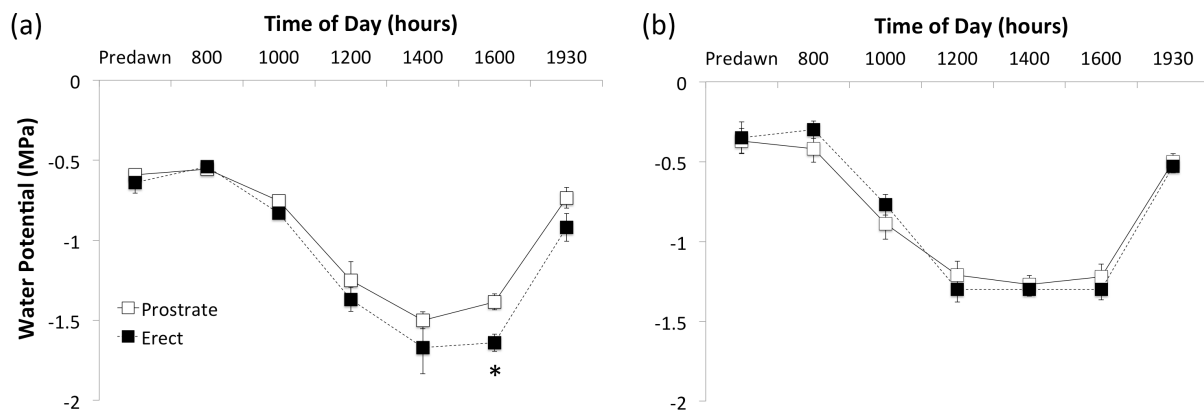 (a)
Time of Day (hours)
Predawn 800 1000 1200 1400 1600 1930
0
-0.5
-1
-1.5
-2
Water Potential (MPa)
Prostrate
Erect
*
(b)
Time of Day (hours)
Predawn 800 1000 1200 1400 1600 1930
0
-0.5
-1
-1.5
-2